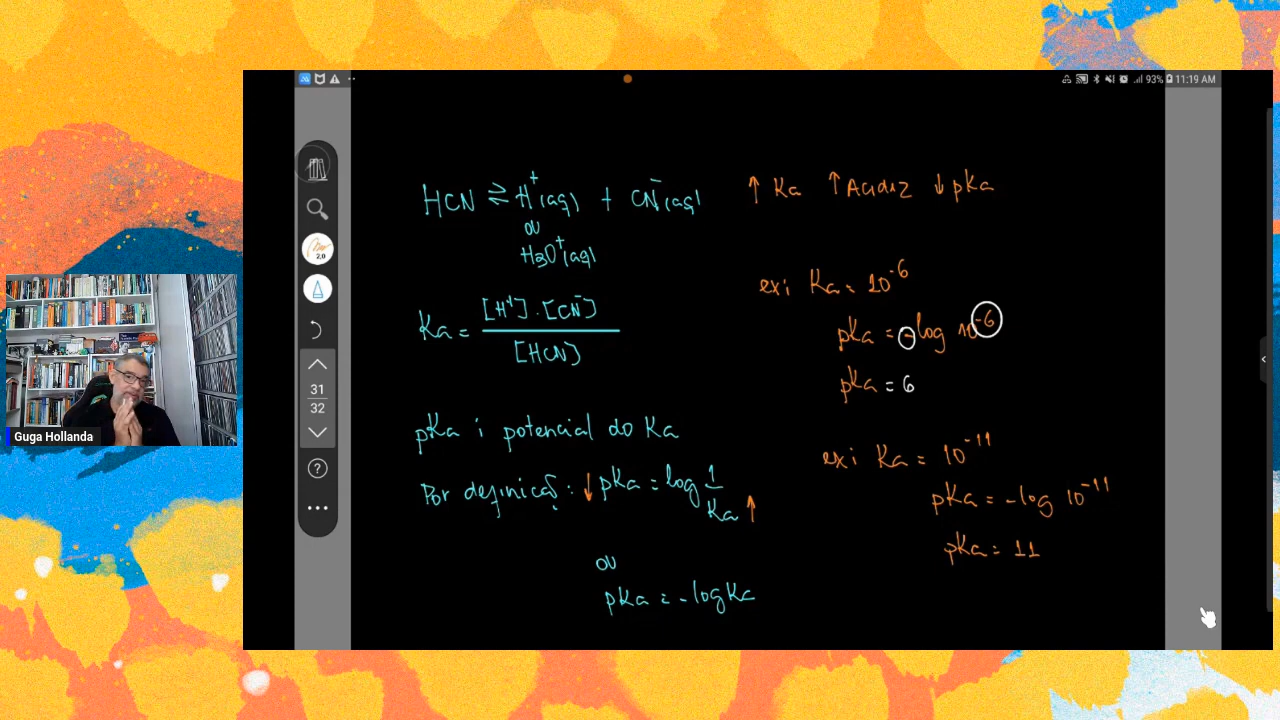 93% 11:19 AM
HCN ⇌ H⁺(aq) + CN⁻(aq)
ou
H₃O⁺(aq)
↑ Ka ↑ Acidez ↓ pKa
Ka = [H⁺].[CN⁻]
[HCN]
ex: Ka = 10⁻⁶
pKa = -log 10⁻⁶
pKa = 6
pKa : potencial do Ka
Por definição: ↓ pKa = log 1
Ka ↑
ou
pKa = -log Ka
ex: Ka = 10⁻¹¹
pKa = -log 10⁻¹¹
pKa = 11
2.0
31
32
?
Guga Hollanda